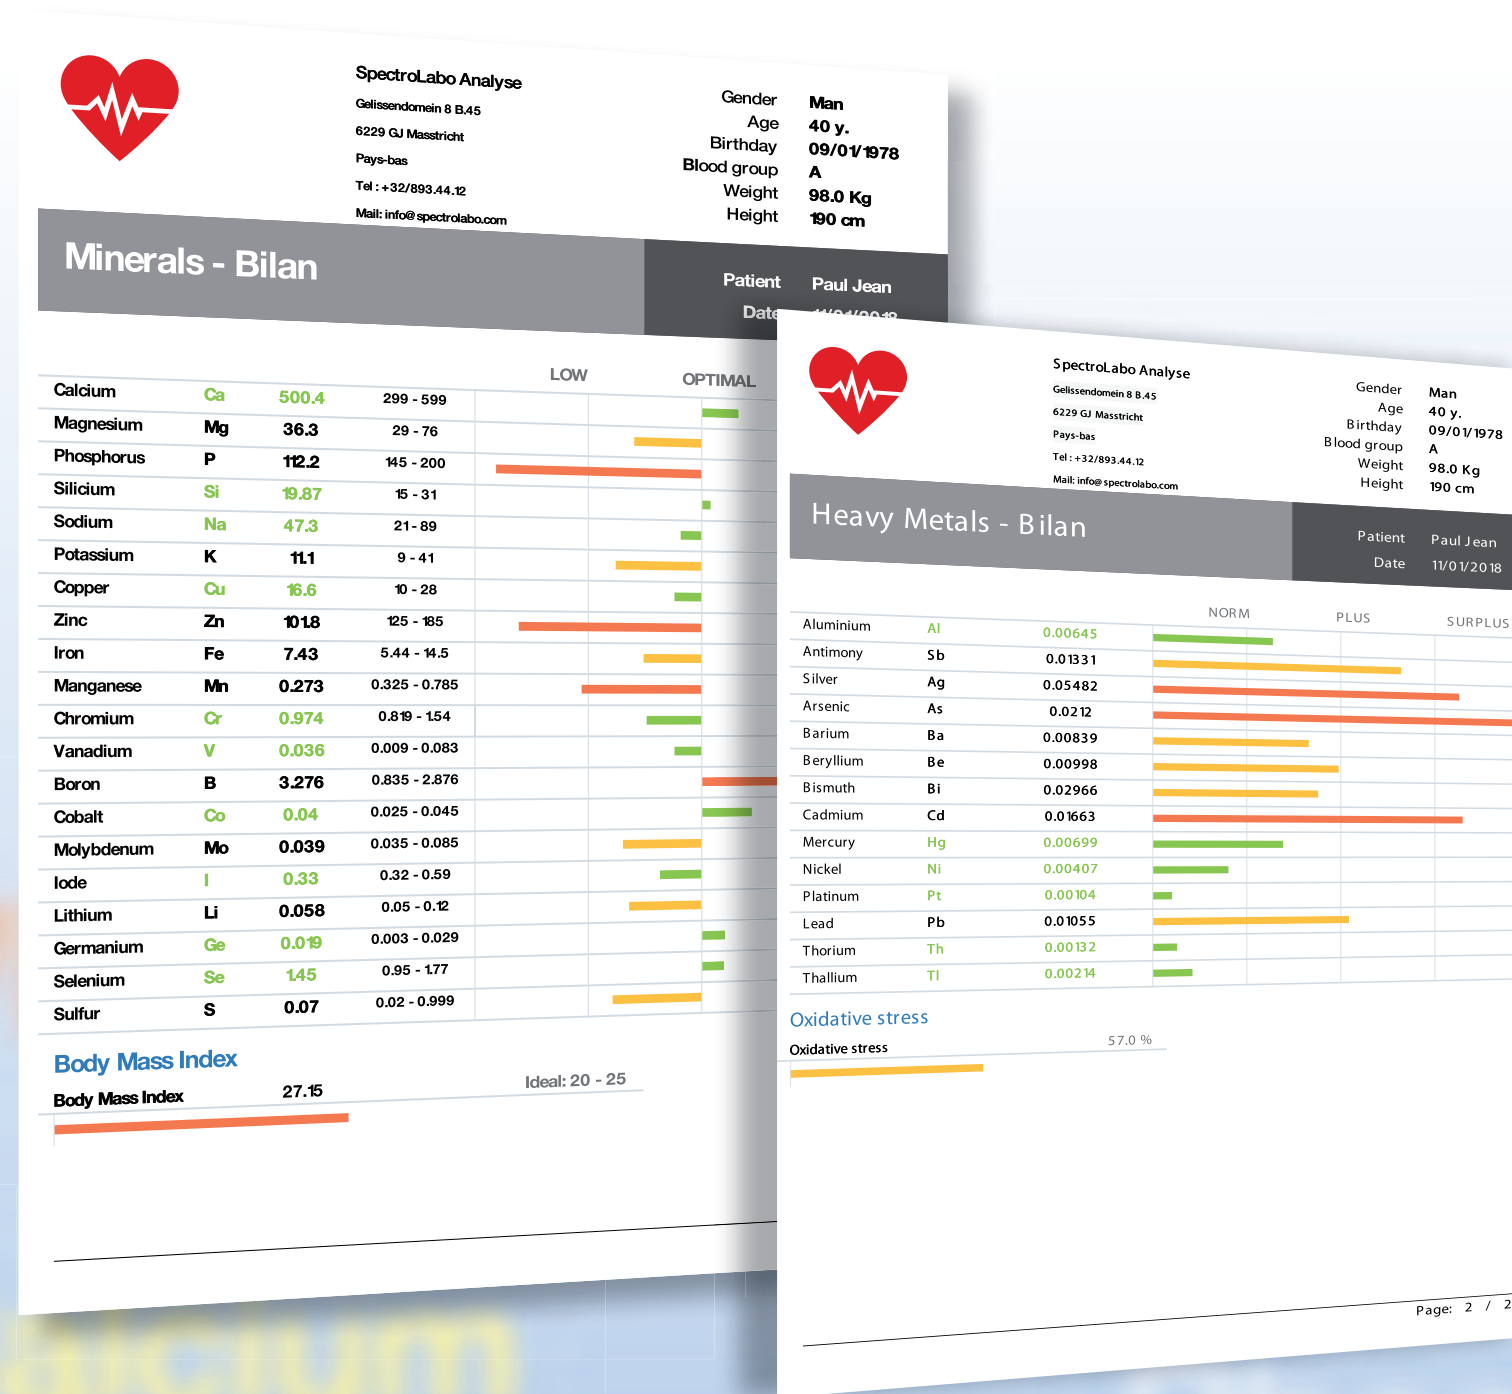 SpectroLabo Analyse
Gelissendomein 8 B.45
6229 GJ Masstricht
Pays-bas
Tel : +32/893.44.12
Mail: info@spectrolabo.com
Gender Man
Age 40 y.
Birthday 09/01/1978
Blood group A
Weight 98.0 Kg
Height 190 cm
Minerals - Bilan
Patient Paul Jean
Date 11/01/2018
LOW OPTIMAL
Calcium Ca 500.4 299 - 599
Magnesium Mg 36.3 29 - 76
Phosphorus P 112.2 145 - 200
Silicium Si 19.87 15 - 31
Sodium Na 47.3 21 - 89
Potassium K 11.1 9 - 41
Copper Cu 16.6 10 - 28
Zinc Zn 101.8 125 - 185
Iron Fe 7.43 5.44 - 14.5
Manganese Mn 0.273 0.325 - 0.785
Chromium Cr 0.974 0.819 - 1.54
Vanadium V 0.036 0.009 - 0.083
Boron B 3.276 0.835 - 2.876
Cobalt Co 0.04 0.025 - 0.045
Molybdenum Mo 0.039 0.035 - 0.085
Iode I 0.33 0.32 - 0.59
Lithium Li 0.058 0.05 - 0.12
Germanium Ge 0.019 0.003 - 0.029
Selenium Se 1.45 0.95 - 1.77
Sulfur S 0.07 0.02 - 0.999
Body Mass Index
Body Mass Index 27.15 Ideal: 20 - 25
SpectroLabo Analyse
Gelissendomein 8 B.45
6229 GJ Masstricht
Pays-bas
Tel : +32/893.44.12
Mail: info@spectrolabo.com
Gender Man
Age 40 y.
Birthday 09/01/1978
Blood group A
Weight 98.0 Kg
Height 190 cm
Heavy Metals - Bilan
Patient Paul Jean
Date 11/01/2018
NORM PLUS SURPLUS
Aluminium Al 0.00645
Antimony Sb 0.01331
Silver Ag 0.05482
Arsenic As 0.0212
Barium Ba 0.00839
Beryllium Be 0.00998
Bismuth Bi 0.02966
Cadmium Cd 0.01663
Mercury Hg 0.00699
Nickel Ni 0.00407
Platinum Pt 0.00104
Lead Pb 0.01055
Thorium Th 0.00132
Thallium Tl 0.00214
Oxidative stress
Oxidative stress 57.0 %
Page: 2 / 2
alcium